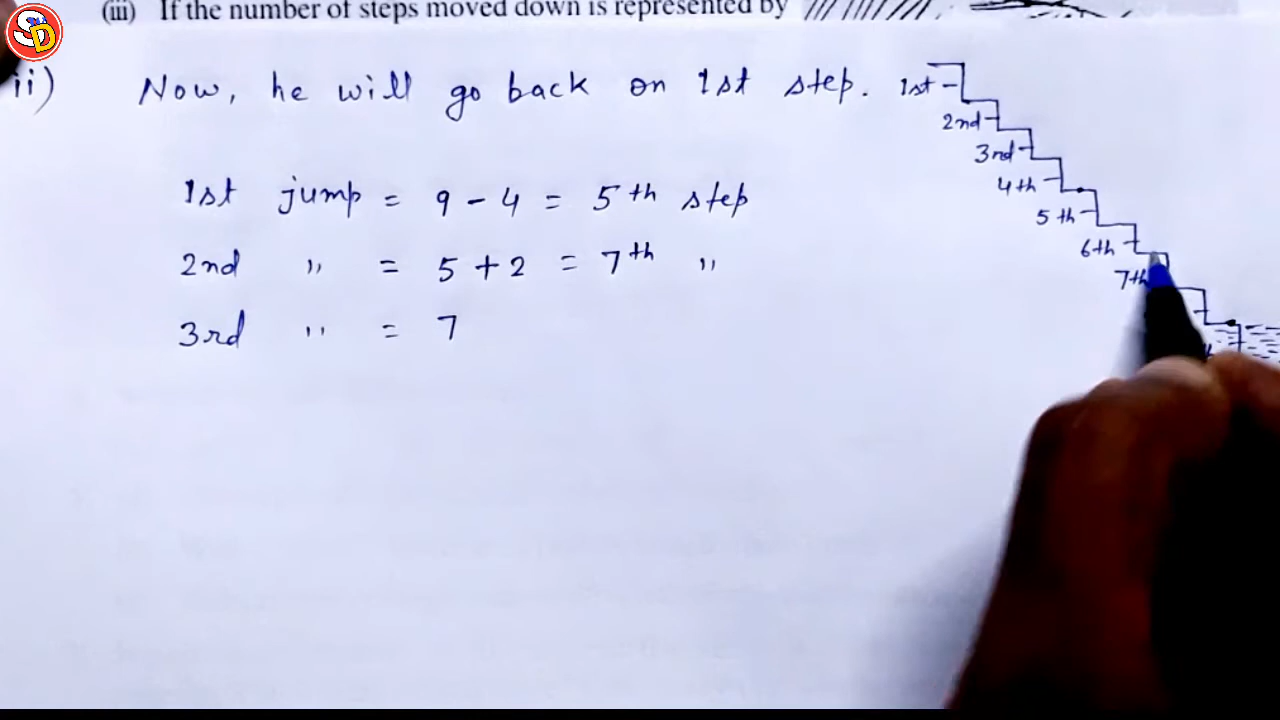 (iii) If the number of steps moved down is represented by
ii) Now, he will go back on 1st step.
1st jump = 9 - 4 = 5th step
2nd " = 5 + 2 = 7th "
3rd " = 7
1st
2nd
3nd
4th
5th
6th
7th
SD